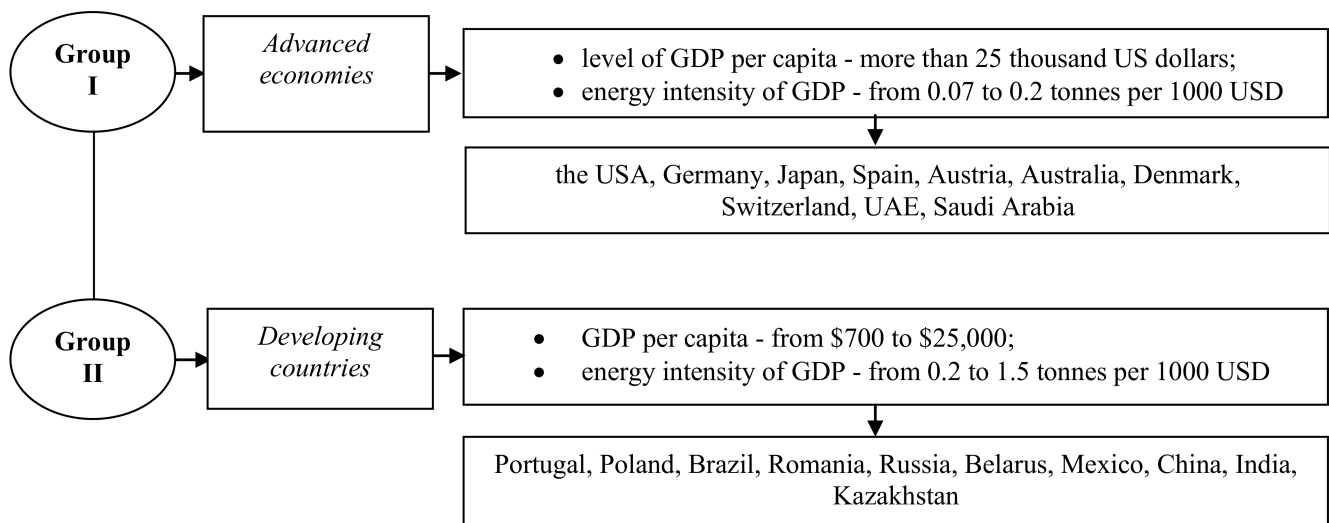 Group
I
Advanced
economies
• level of GDP per capita - more than 25 thousand US dollars;
• energy intensity of GDP - from 0.07 to 0.2 tonnes per 1000 USD
the USA, Germany, Japan, Spain, Austria, Australia, Denmark,
Switzerland, UAE, Saudi Arabia
Group
II
Developing
countries
• GDP per capita - from $700 to $25,000;
• energy intensity of GDP - from 0.2 to 1.5 tonnes per 1000 USD
Portugal, Poland, Brazil, Romania, Russia, Belarus, Mexico, China, India,
Kazakhstan